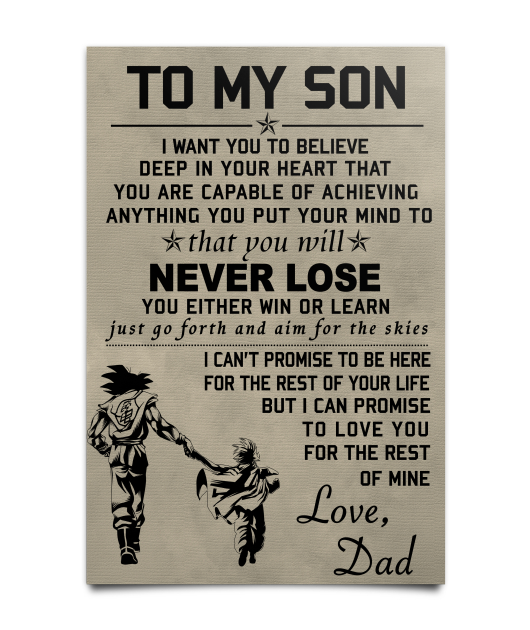 TO MY SON
I WANT YOU TO BELIEVE
DEEP IN YOUR HEART THAT
YOU ARE CAPABLE OF ACHIEVING
ANYTHING YOU PUT YOUR MIND TO
that you will
NEVER LOSE
YOU EITHER WIN OR LEARN
just go forth and aim for the skies
I CAN'T PROMISE TO BE HERE
FOR THE REST OF YOUR LIFE
BUT I CAN PROMISE
TO LOVE YOU
FOR THE REST
OF MINE
Love,
Dad